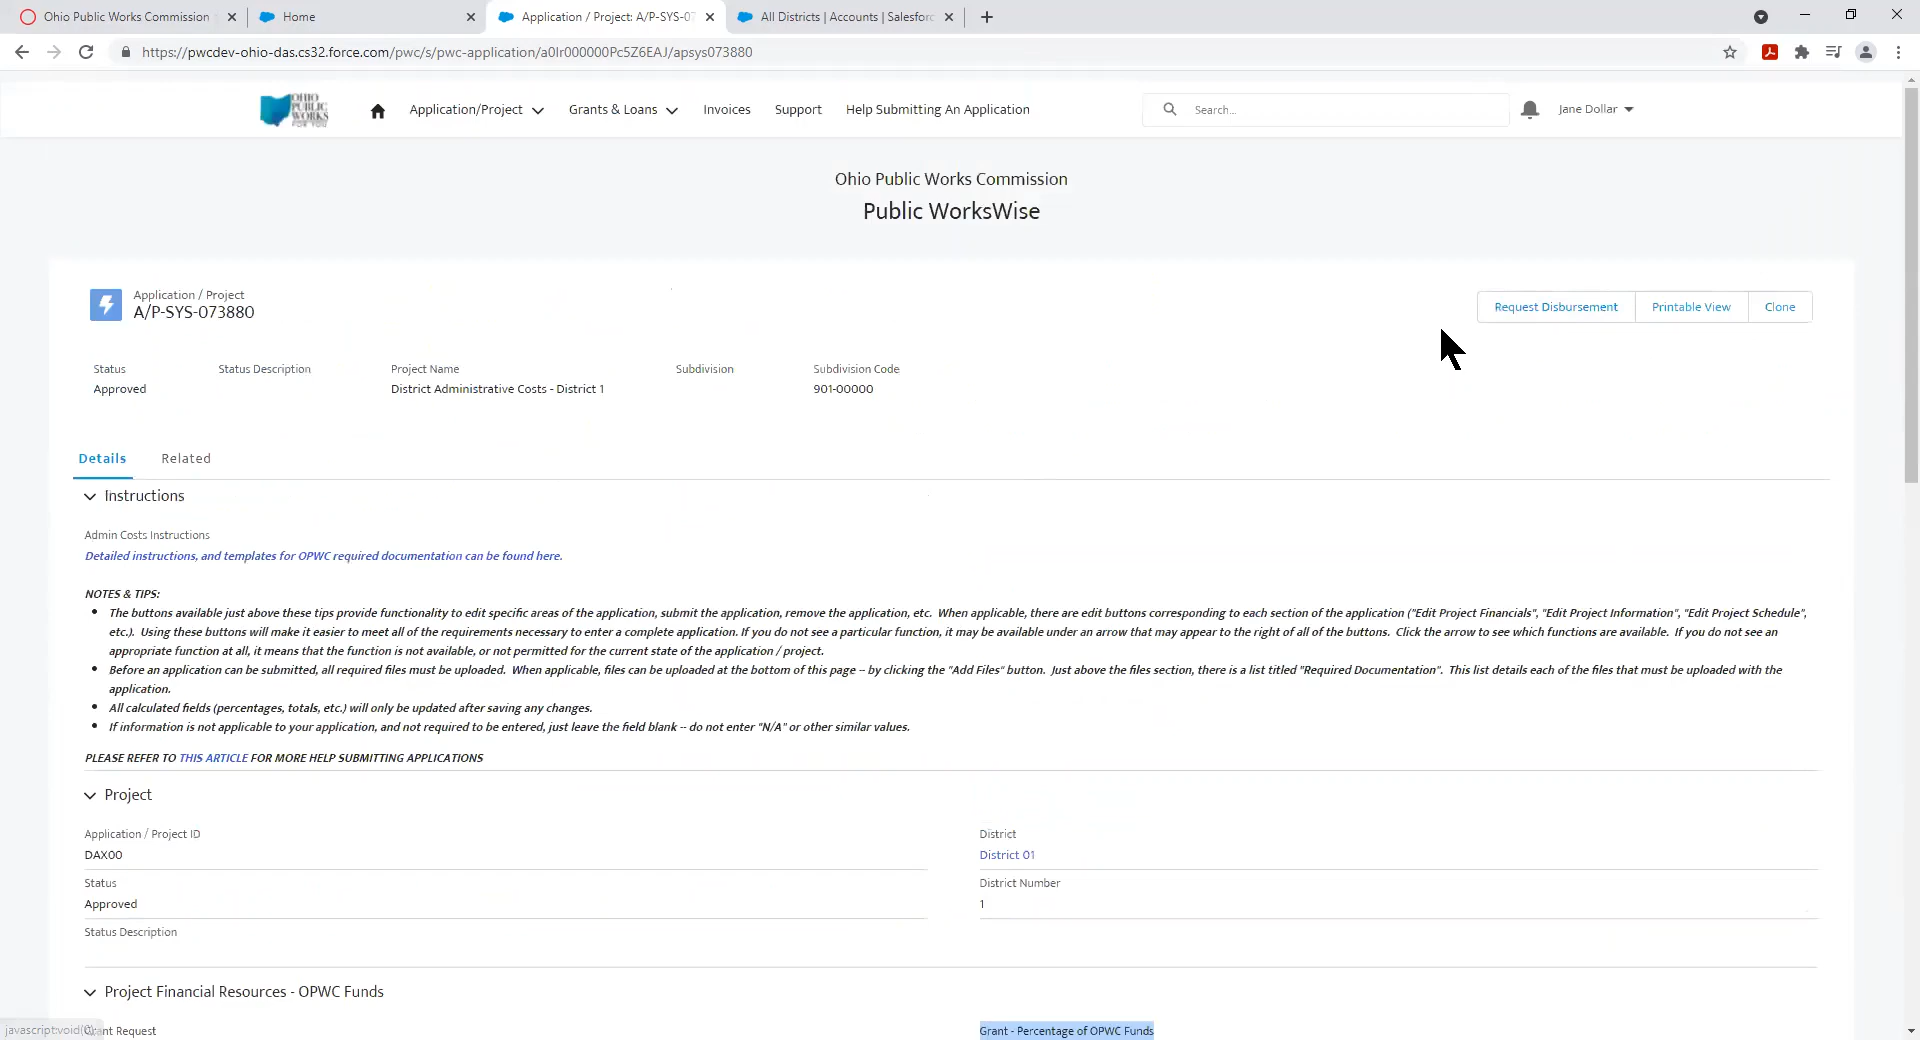 Ohio Public Works Commission
Home
Application / Project: A/P-SYS-07
All Districts | Accounts | Salesforc
https://pwcdev-ohio-das.cs32.force.com/pwc/s/pwc-application/a0Ir000000Pc5Z6EAJ/apsys073880
OHIO PUBLIC WORKS
FOR YOU
Application/Project
Grants & Loans
Invoices
Support
Help Submitting An Application
Search...
Jane Dollar
Ohio Public Works Commission
Public WorksWise
Application / Project
A/P-SYS-073880
Request Disbursement
Printable View
Clone
Status
Status Description
Project Name
Subdivision
Subdivision Code
Approved
District Administrative Costs - District 1
901-00000
Details
Related
Instructions
Admin Costs Instructions
Detailed instructions, and templates for OPWC required documentation can be found here.
NOTES & TIPS:
• The buttons available just above these tips provide functionality to edit specific areas of the application, submit the application, remove the application, etc. When applicable, there are edit buttons corresponding to each section of the application ("Edit Project Financials", "Edit Project Information", "Edit Project Schedule",
etc.). Using these buttons will make it easier to meet all of the requirements necessary to enter a complete application. If you do not see a particular function, it may be available under an arrow that may appear to the right of all of the buttons. Click the arrow to see which functions are available. If you do not see an
appropriate function at all, it means that the function is not available, or not permitted for the current state of the application / project.
• Before an application can be submitted, all required files must be uploaded. When applicable, files can be uploaded at the bottom of this page -- by clicking the "Add Files" button. Just above the files section, there is a list titled "Required Documentation". This list details each of the files that must be uploaded with the
application.
• All calculated fields (percentages, totals, etc.) will only be updated after saving any changes.
• If information is not applicable to your application, and not required to be entered, just leave the field blank -- do not enter "N/A" or other similar values.
PLEASE REFER TO THIS ARTICLE FOR MORE HELP SUBMITTING APPLICATIONS
Project
Application / Project ID
DAX00
District
District 01
Status
Approved
District Number
1
Status Description
Project Financial Resources - OPWC Funds
javascript:void(0);
Grant Request
Grant - Percentage of OPWC Funds